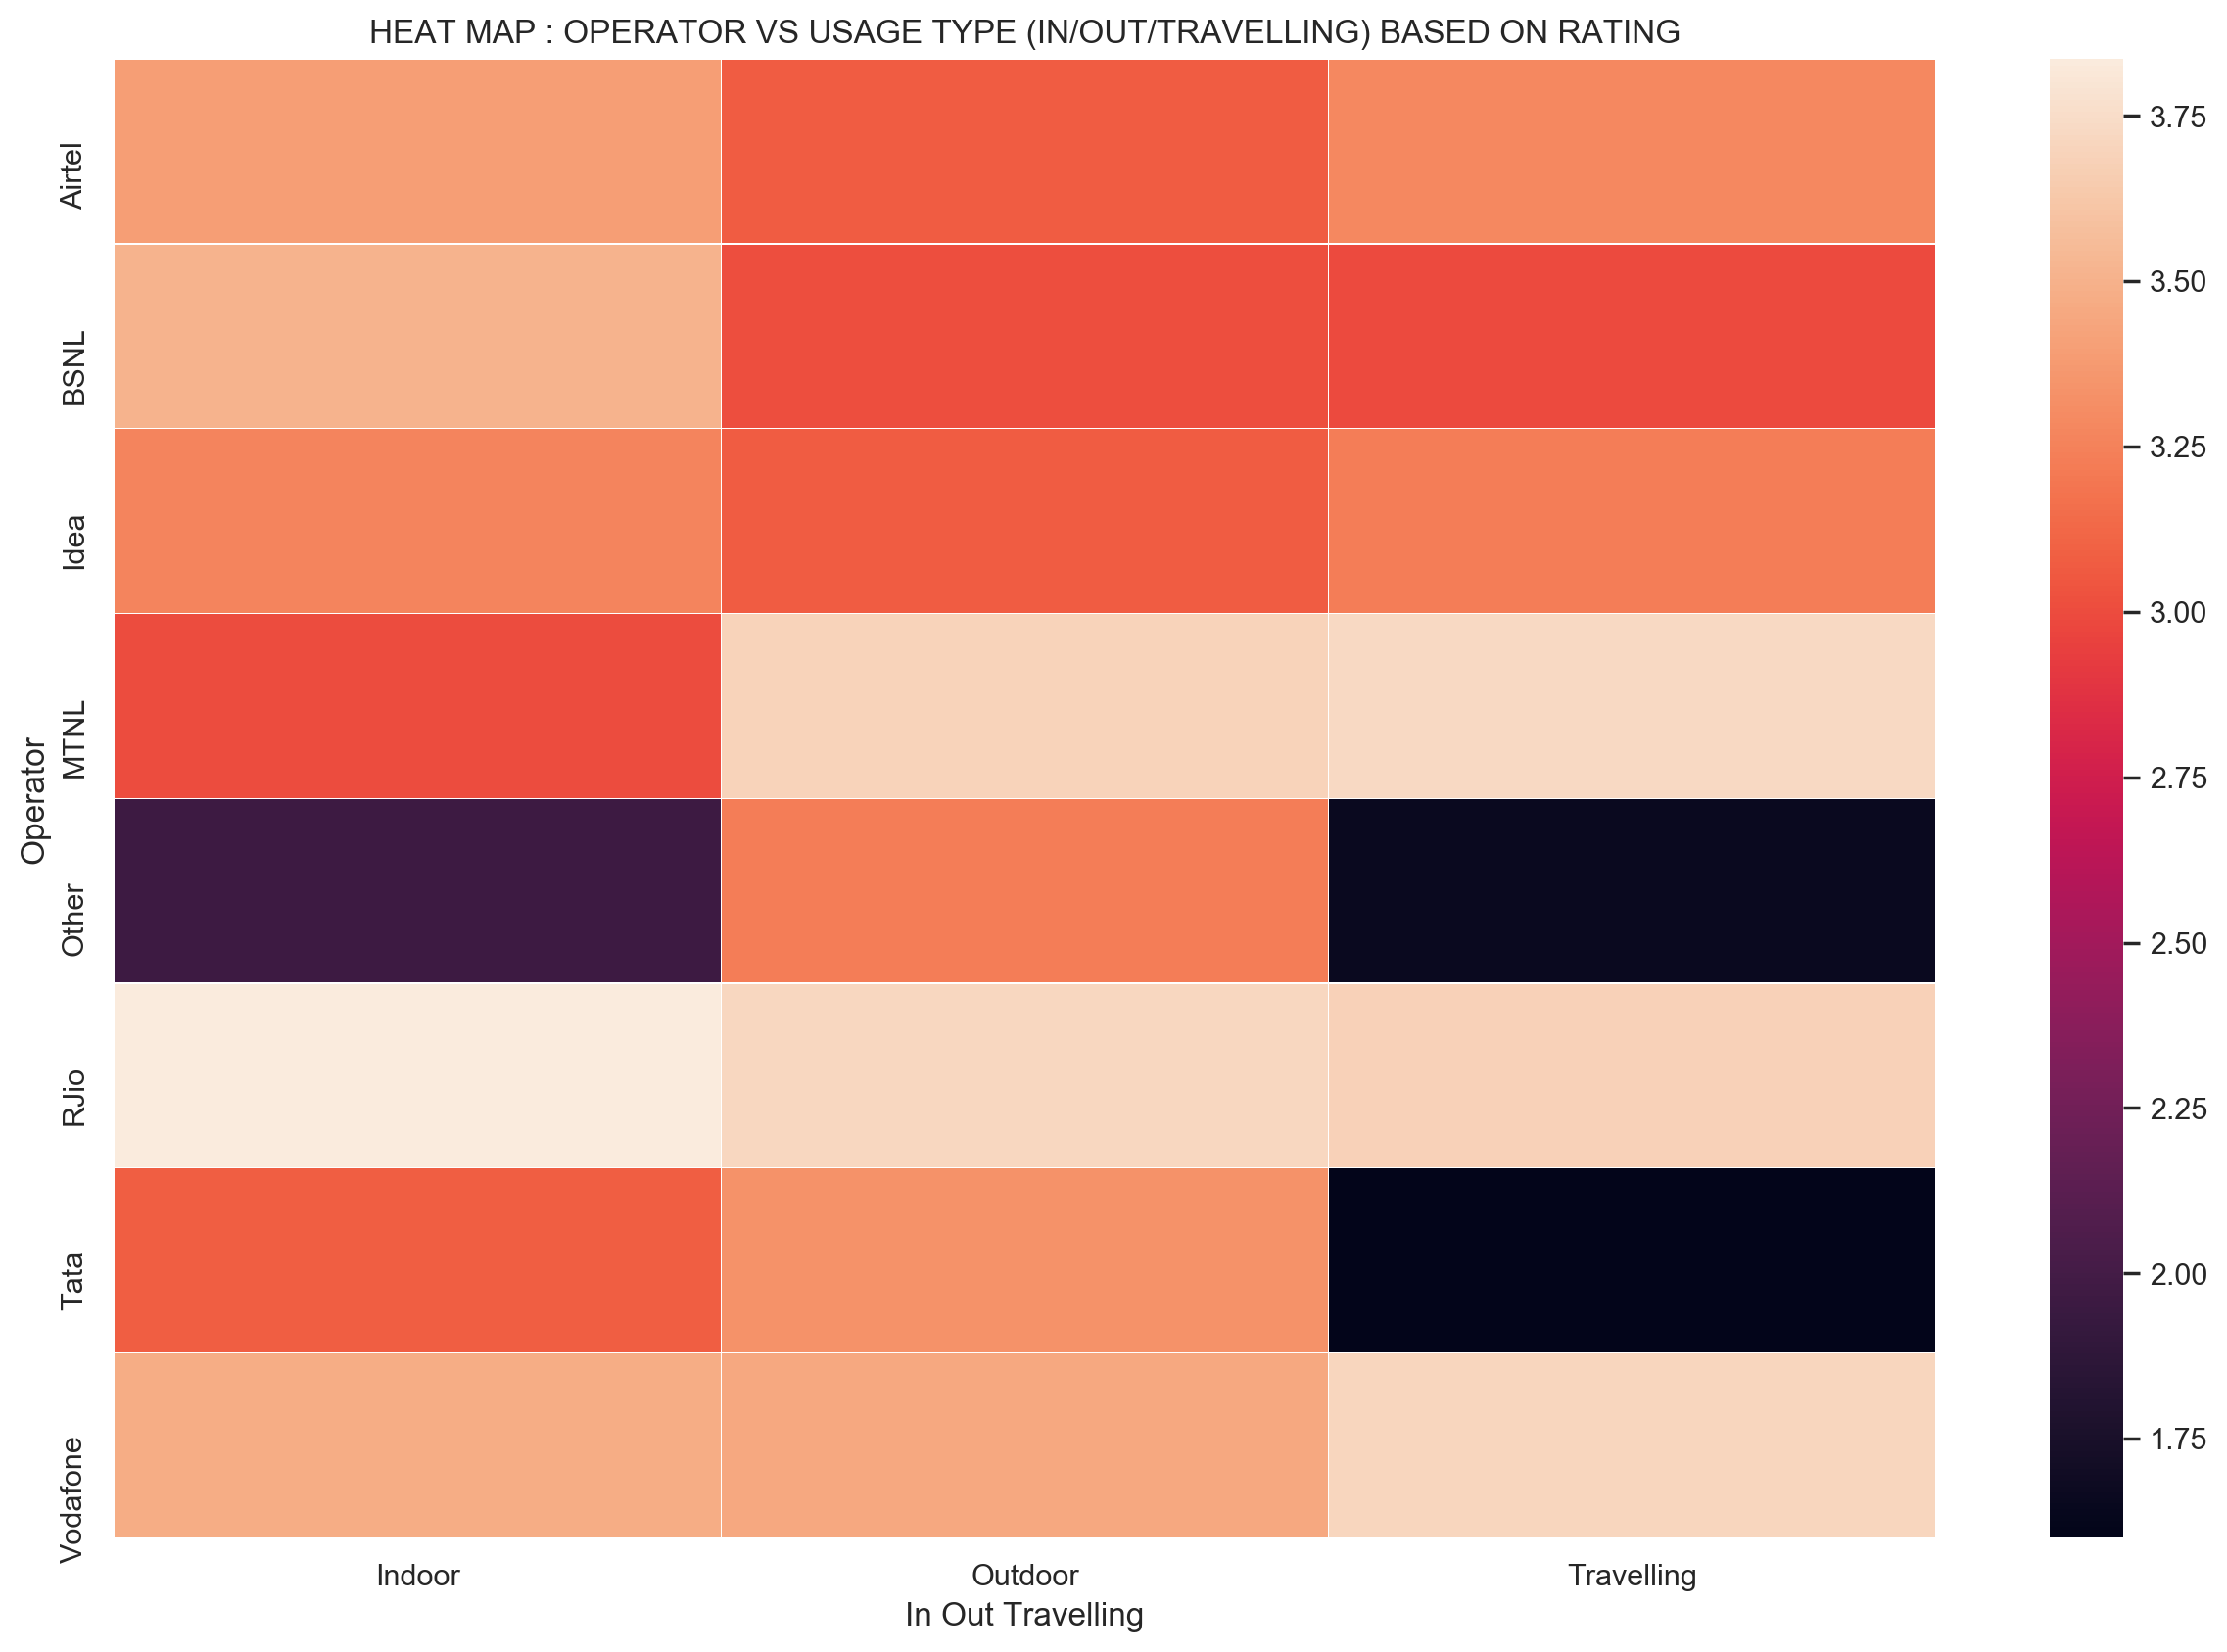 HEAT MAP : OPERATOR VS USAGE TYPE (IN/OUT/TRAVELLING) BASED ON RATING
Operator
Airtel
BSNL
Idea
MTNL
Other
RJio
Tata
Vodafone
Indoor
Outdoor
Travelling
In Out Travelling
3.75
3.50
3.25
3.00
2.75
2.50
2.25
2.00
1.75